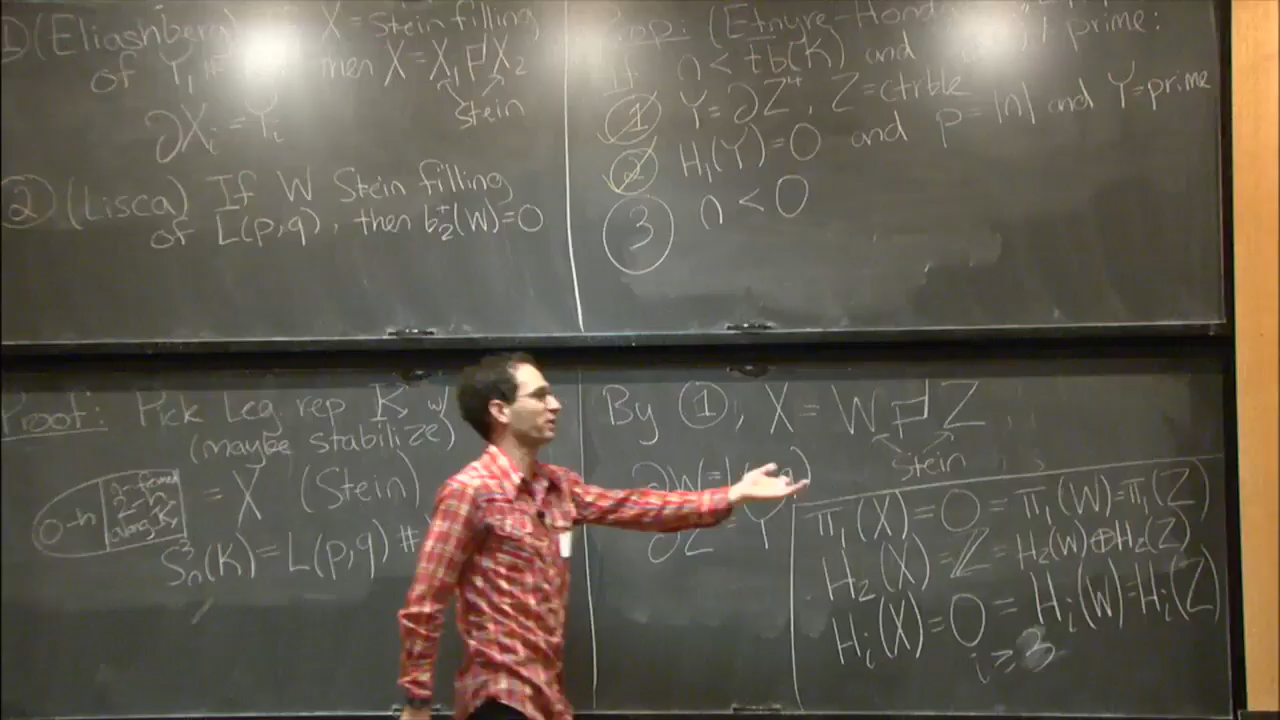 1) (Eliashberg) X = Stein filling
of Y₁ # then X = X₁ ♮ X₂
Stein
∂Xᵢ = Yᵢ
2) (Lisca) If W Stein filling
of L(p,q), then b₂⁺(W)=0
Prop: (Etnyre-Honda
If n < tb(K) and prime:
1 Y = ∂Z⁴, Z = ctrble
2 H₁(Y)=0 and p=|n| and Y=prime
3 n < 0
Proof: Pick Leg rep K w/
(maybe stabilize)
0-h 2-h along K = X (Stein)
S³ₙ(K) = L(p,q) #
By ①, X = W ♮ Z
Stein
∂W =
∂Z = Y
π₁(X) = 0 = π₁(W) = π₁(Z)
H₂(X) = ℤ = H₂(W) ⊕ H₂(Z)
Hᵢ(X) = 0 = Hᵢ(W) = Hᵢ(Z)
i ≥ 3